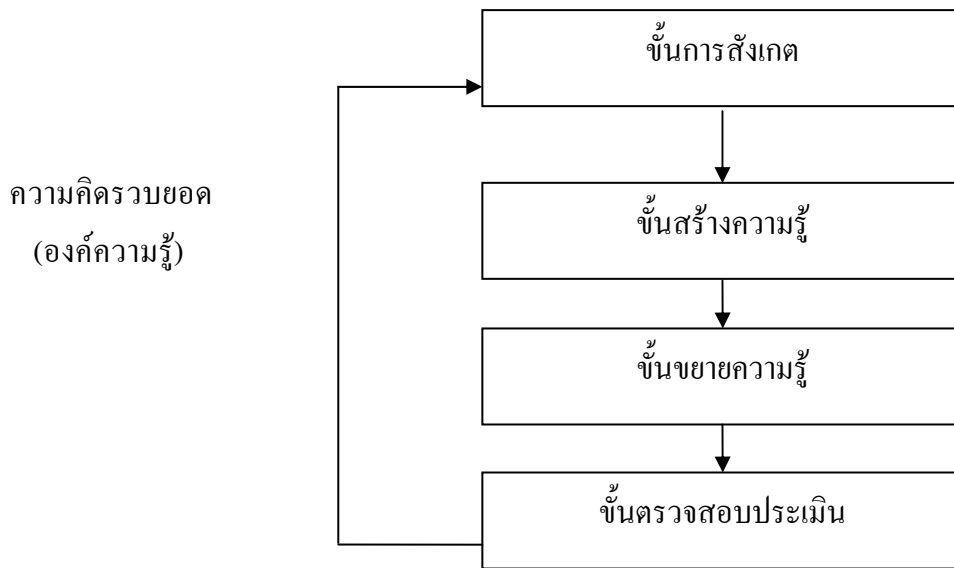 ขั้นการสังเกต
ความคิดรวบยอด
(องค์ความรู้)
ขั้นสร้างความรู้
ขั้นขยายความรู้
ขั้นตรวจสอบประเมิน